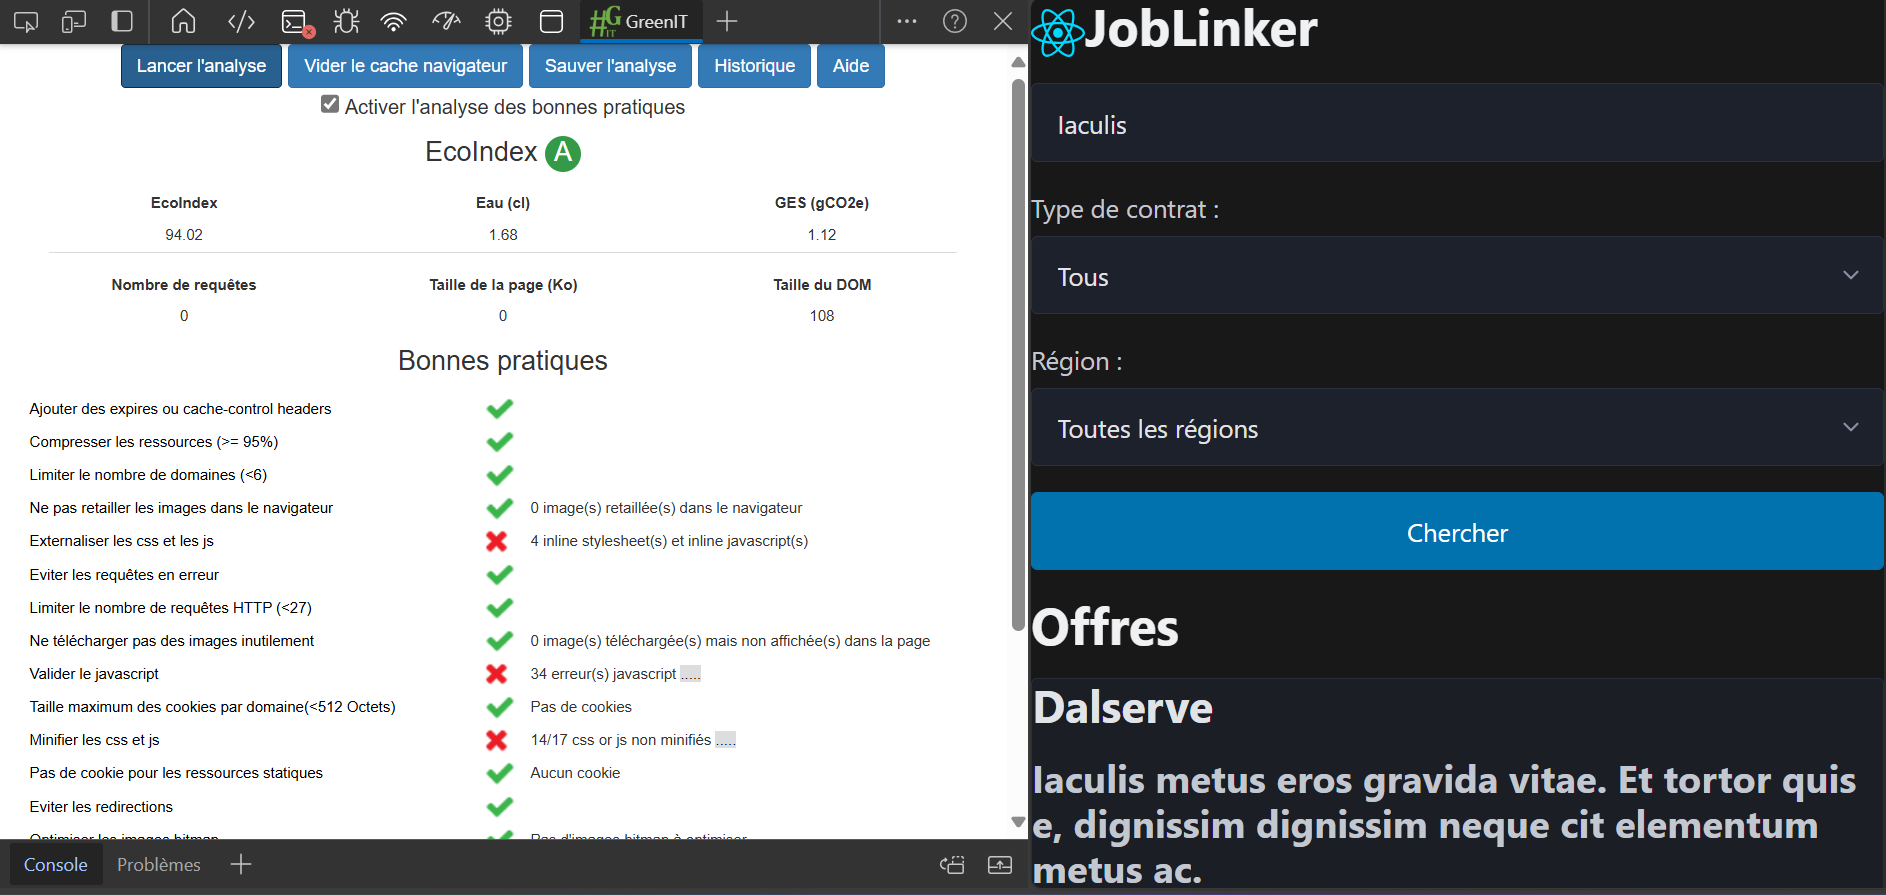 GreenIT
Lancer l'analyse
Vider le cache navigateur
Sauver l'analyse
Historique
Aide
Activer l'analyse des bonnes pratiques
EcoIndex A
EcoIndex
Eau (cl)
GES (gCO2e)
94.02
1.68
1.12
Nombre de requêtes
Taille de la page (Ko)
Taille du DOM
0
0
108
Bonnes pratiques
Ajouter des expires ou cache-control headers
Compresser les ressources (>= 95%)
Limiter le nombre de domaines (<6)
Ne pas retailler les images dans le navigateur
0 image(s) retaillée(s) dans le navigateur
Externaliser les css et les js
4 inline stylesheet(s) et inline javascript(s)
Eviter les requêtes en erreur
Limiter le nombre de requêtes HTTP (<27)
Ne télécharger pas des images inutilement
0 image(s) téléchargée(s) mais non affichée(s) dans la page
Valider le javascript
34 erreur(s) javascript .....
Taille maximum des cookies par domaine(<512 Octets)
Pas de cookies
Minifier les css et js
14/17 css or js non minifiés .....
Pas de cookie pour les ressources statiques
Aucun cookie
Eviter les redirections
Optimiser les images bitmap
Pas d'images bitmap à optimiser
Console
Problèmes
JobLinker
Iaculis
Type de contrat :
Tous
Région :
Toutes les régions
Chercher
Offres
Dalserve
Iaculis metus eros gravida vitae. Et tortor quis
e, dignissim dignissim neque cit elementum
metus ac.